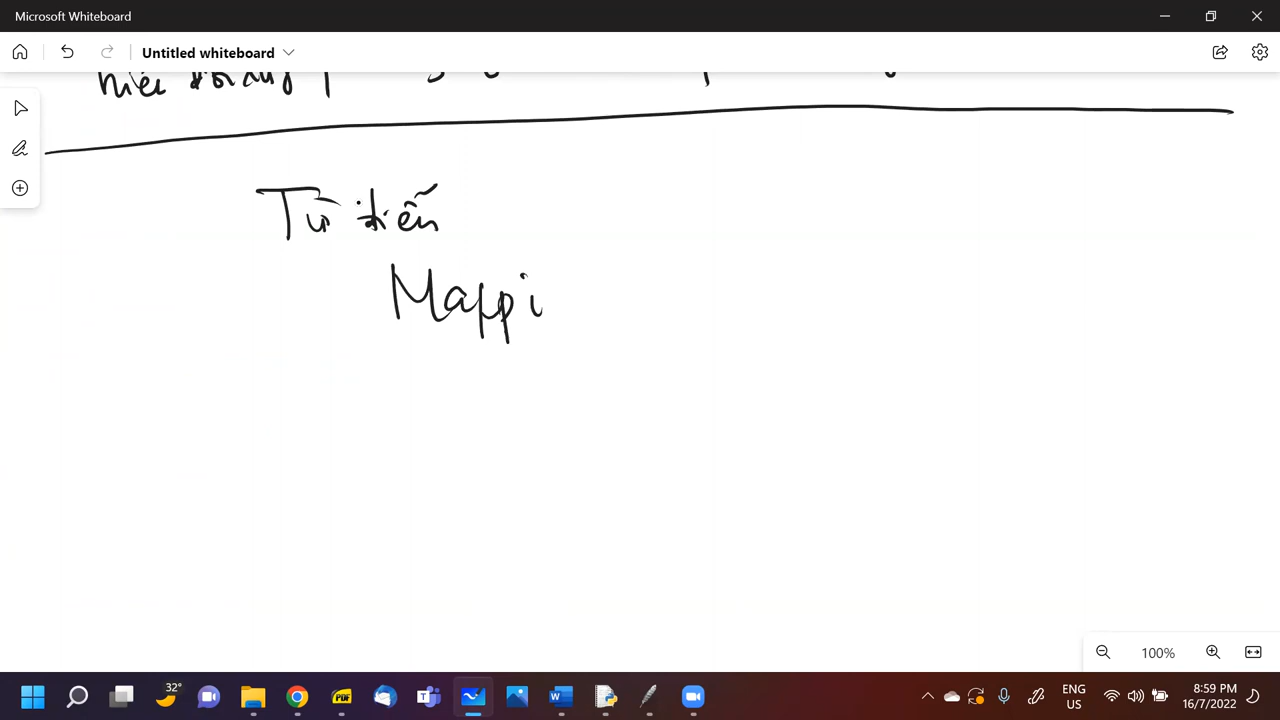 Microsoft Whiteboard
Untitled whiteboard
Từ điển
Mappi
100%
32°
ENG
US
8:59 PM
16/7/2022